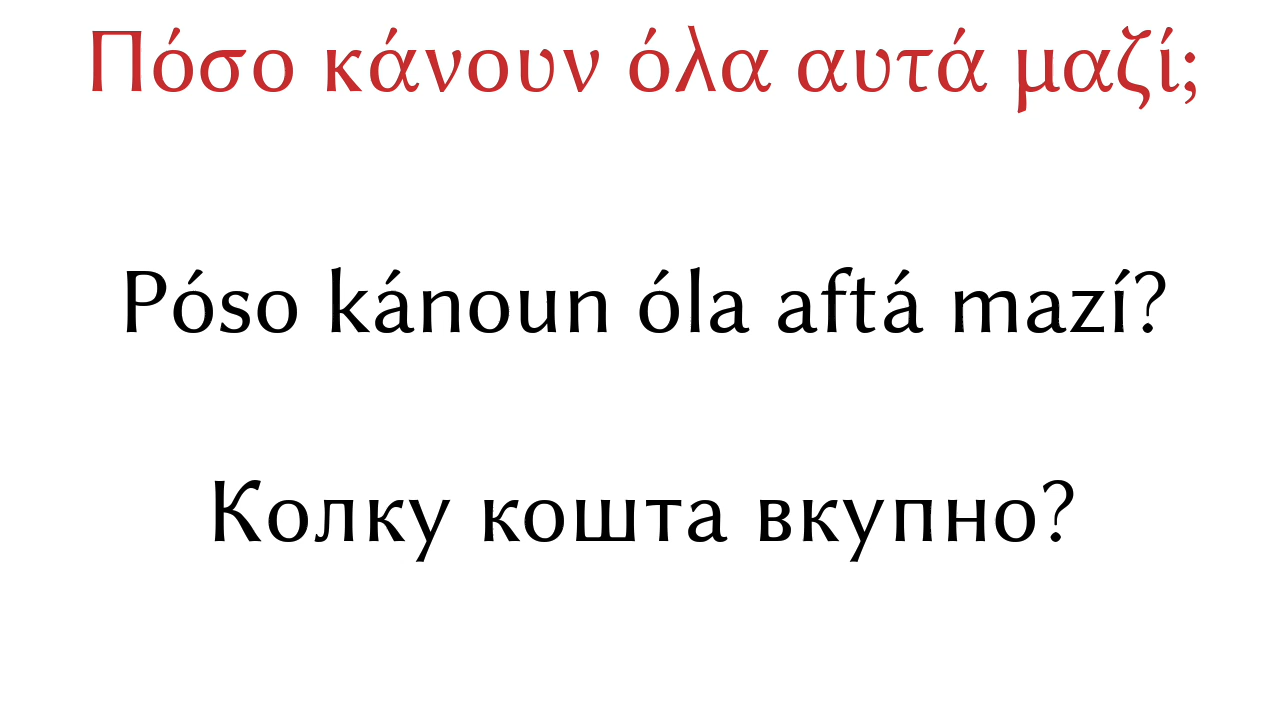 Πόσο κάνουν όλα αυτά μαζί;
Póso kánoun óla aftá mazí?
Колку кошта вкупно?